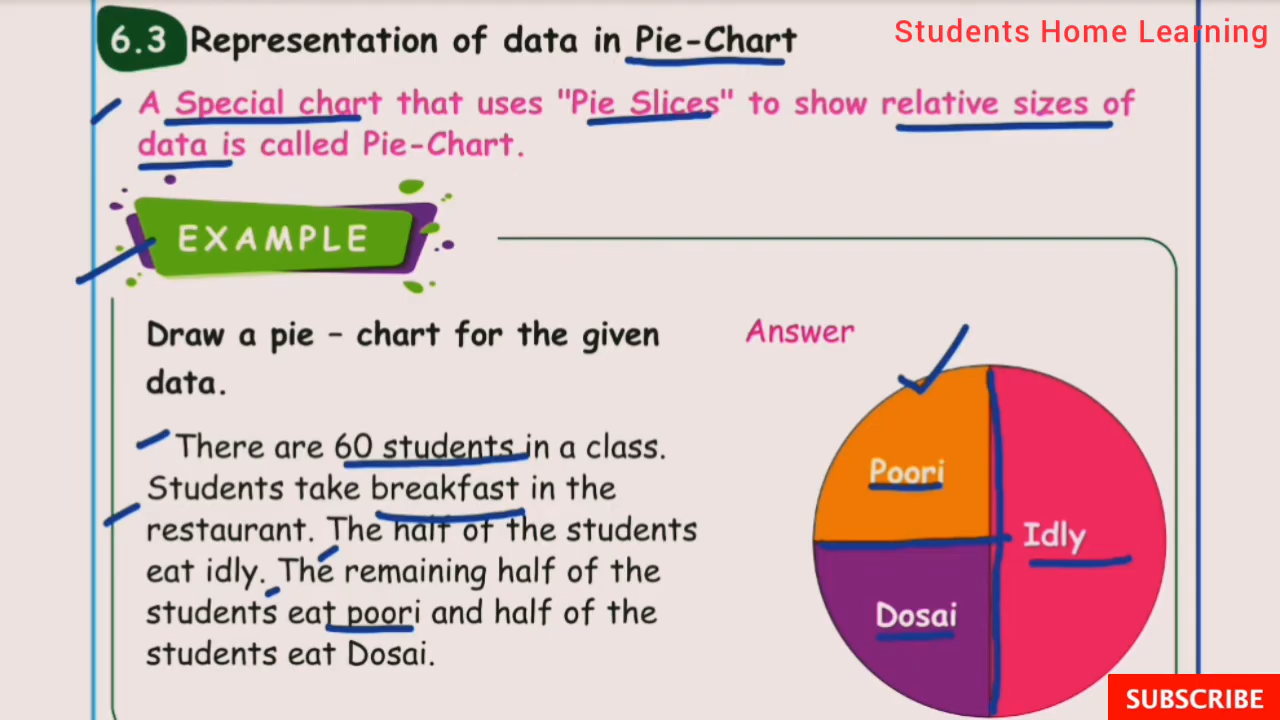 Students Home Learning
6.3 Representation of data in Pie-Chart
A Special chart that uses "Pie Slices" to show relative sizes of
data is called Pie-Chart.
EXAMPLE
Draw a pie - chart for the given
data.
There are 60 students in a class.
Students take breakfast in the
restaurant. The half of the students
eat idly. The remaining half of the
students eat poori and half of the
students eat Dosai.
Answer
Poori
Idly
Dosai
SUBSCRIBE